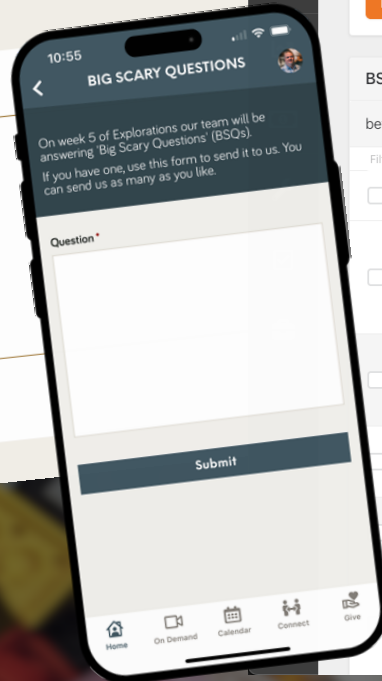 10:55
BIG SCARY QUESTIONS
On week 5 of Explorations our team will be
answering 'Big Scary Questions' (BSQs).
If you have one, use this form to send it to us. You
can send us as many as you like.
Question*
Submit
Home
On Demand
Calendar
Connect
Give